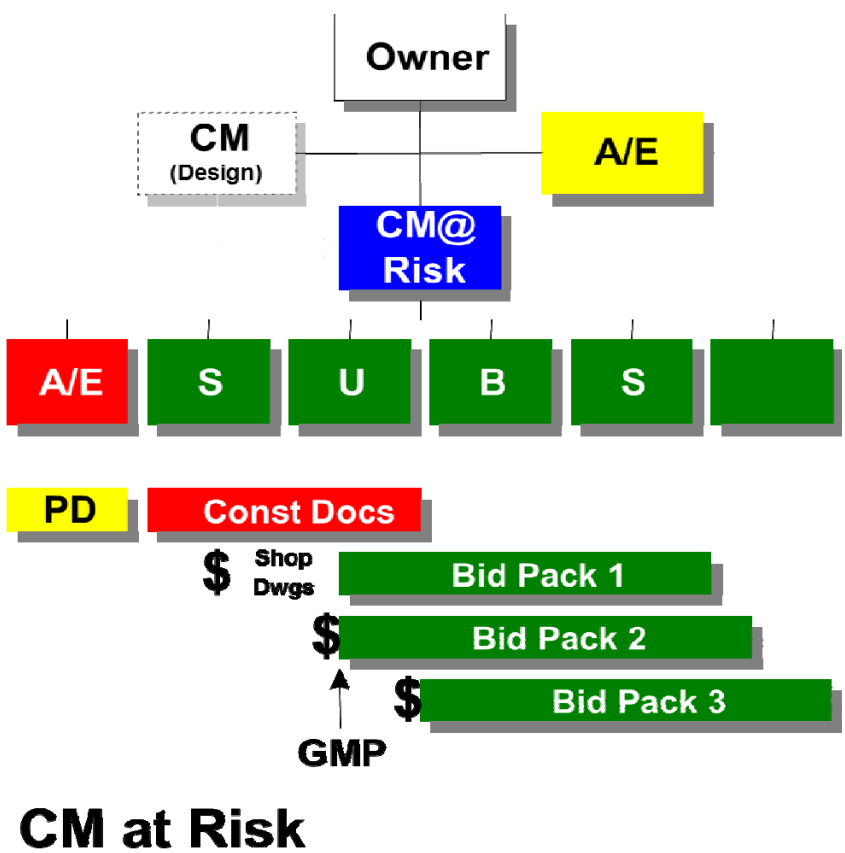 Owner
CM
(Design)
A/E
CM@
Risk
A/E S U B S
PD Const Docs
$ Shop
Dwgs
Bid Pack 1
$ Bid Pack 2
$ Bid Pack 3
GMP
CM at Risk